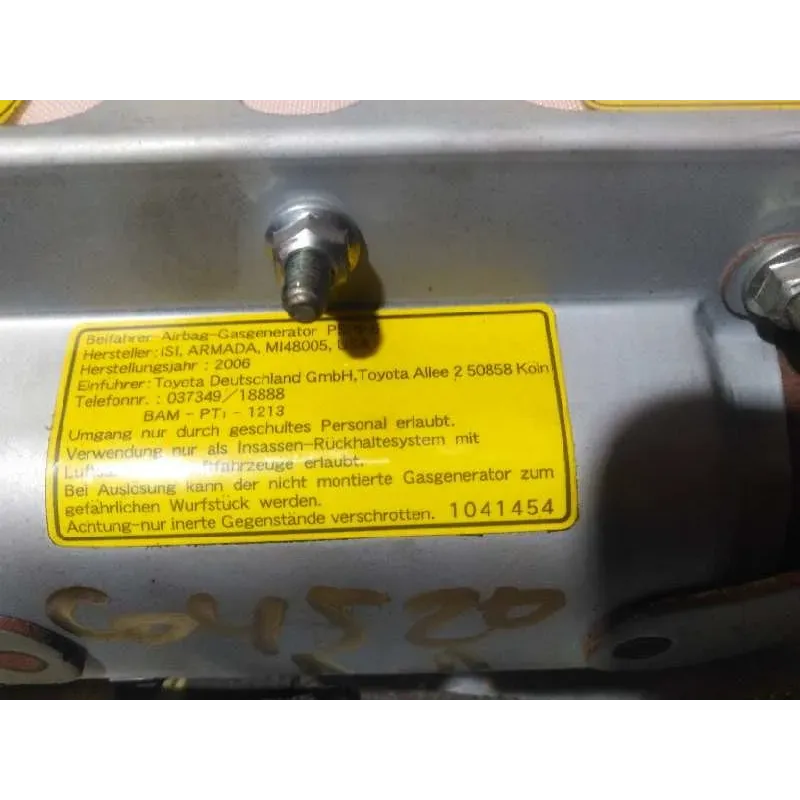 Beifahrer-Airbag-Gasgenerator
Hersteller: ISI, ARMADA, MI48005,
Herstellungsjahr : 2006
Einführer: Toyota Deutschland GmbH, Toyota Allee 2 50858 Köln
Telefonnr. : 037349/18888
BAM - PT₁ - 1213
Umgang nur durch geschultes Personal erlaubt.
Verwendung nur als Insassen-Rückhaltesystem mit
erlaubt.
Bei Auslösung kann der nicht montierte Gasgenerator zum
gefährlichen Wurfstück werden.
Achtung-nur inerte Gegenstände verschrotten. 1041454